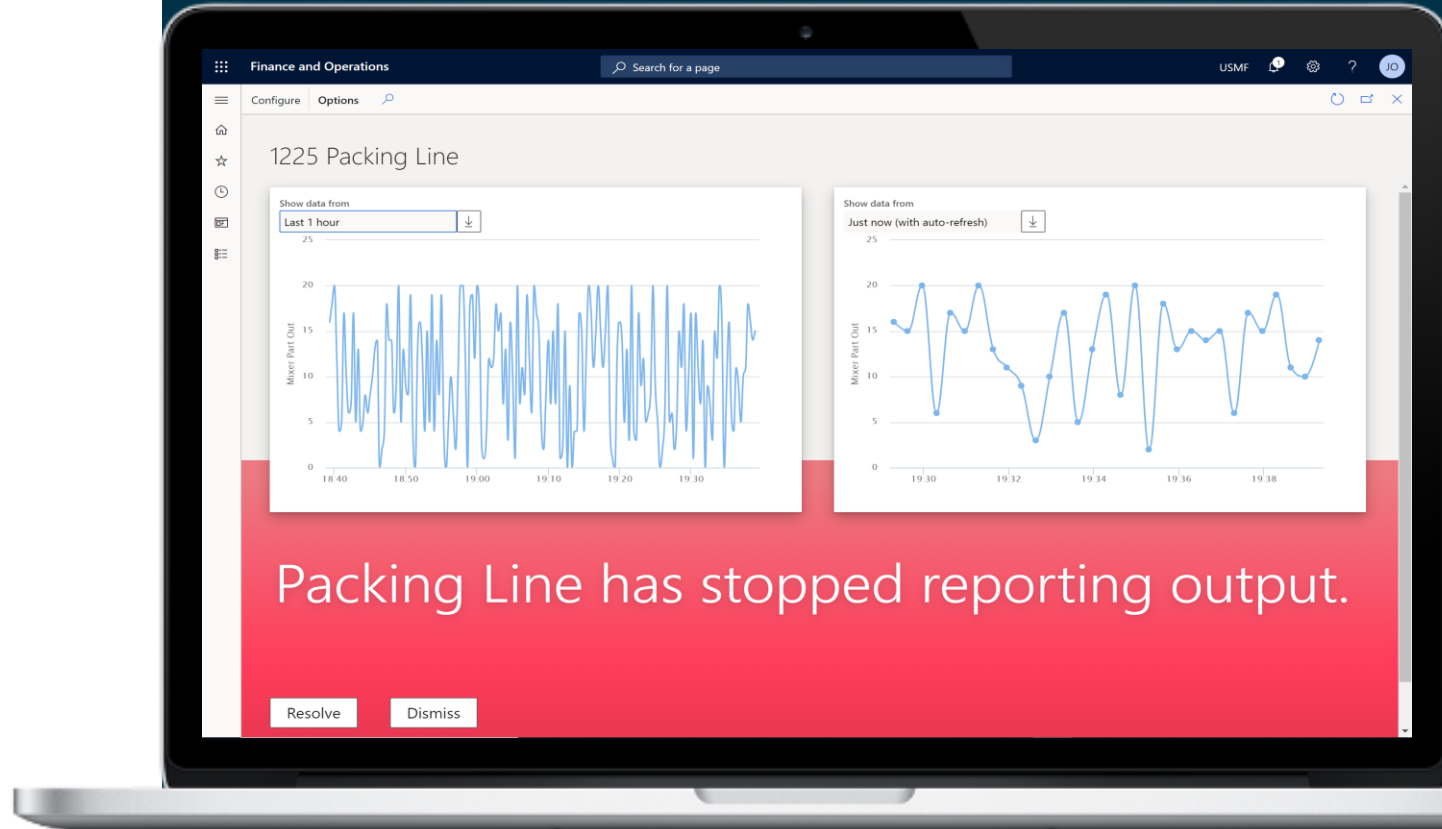 Finance and Operations
Search for a page
USMF
1
?
JO
Configure
Options
1225 Packing Line
Show data from
Last 1 hour
25
20
15
10
5
0
Mixer Part Out
18:40
18:50
19:00
19:10
19:20
19:30
Show data from
Just now (with auto-refresh)
25
20
15
10
5
0
Mixer Part Out
19:30
19:32
19:34
19:36
19:38
Packing Line has stopped reporting output.
Resolve
Dismiss